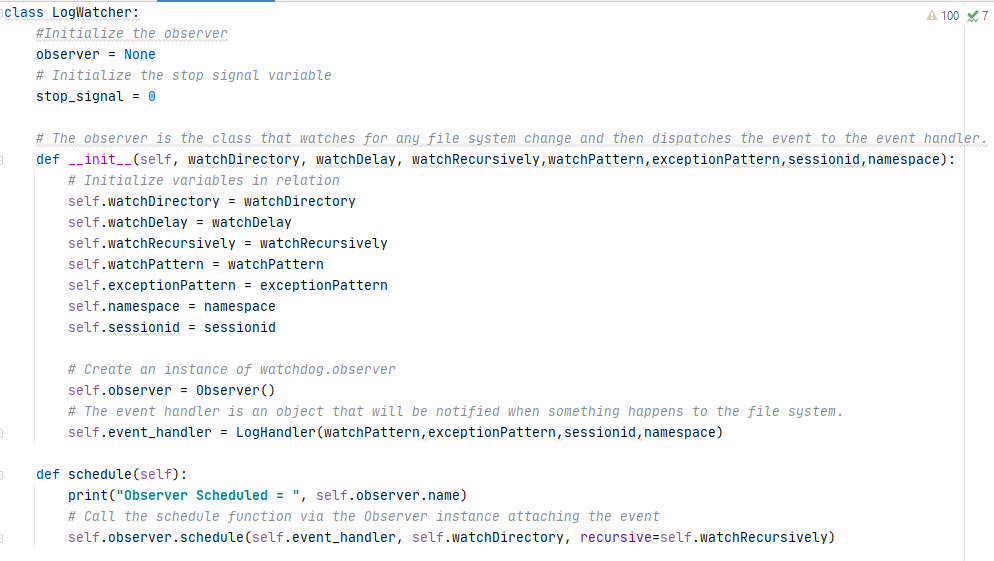 class LogWatcher:
100 7
    #Initialize the observer
    observer = None
    # Initialize the stop signal variable
    stop_signal = 0

    # The observer is the class that watches for any file system change and then dispatches the event to the event handler.
    def __init__(self, watchDirectory, watchDelay, watchRecursively,watchPattern,exceptionPattern,sessionid,namespace):
        # Initialize variables in relation
        self.watchDirectory = watchDirectory
        self.watchDelay = watchDelay
        self.watchRecursively = watchRecursively
        self.watchPattern = watchPattern
        self.exceptionPattern = exceptionPattern
        self.namespace = namespace
        self.sessionid = sessionid

        # Create an instance of watchdog.observer
        self.observer = Observer()
        # The event handler is an object that will be notified when something happens to the file system.
        self.event_handler = LogHandler(watchPattern,exceptionPattern,sessionid,namespace)

    def schedule(self):
        print("Observer Scheduled = ", self.observer.name)
        # Call the schedule function via the Observer instance attaching the event
        self.observer.schedule(self.event_handler, self.watchDirectory, recursive=self.watchRecursively)